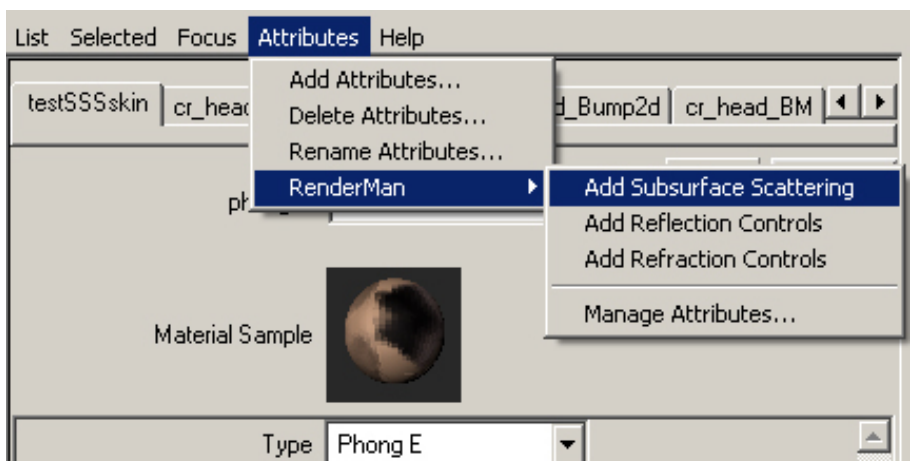 List Selected Focus Attributes Help
Add Attributes...
testSSSskin cr_head d_Bump2d cr_head_BM
Delete Attributes...
Rename Attributes...
RenderMan Add Subsurface Scattering
Add Reflection Controls
Add Refraction Controls
Manage Attributes...
Material Sample
Type Phong E